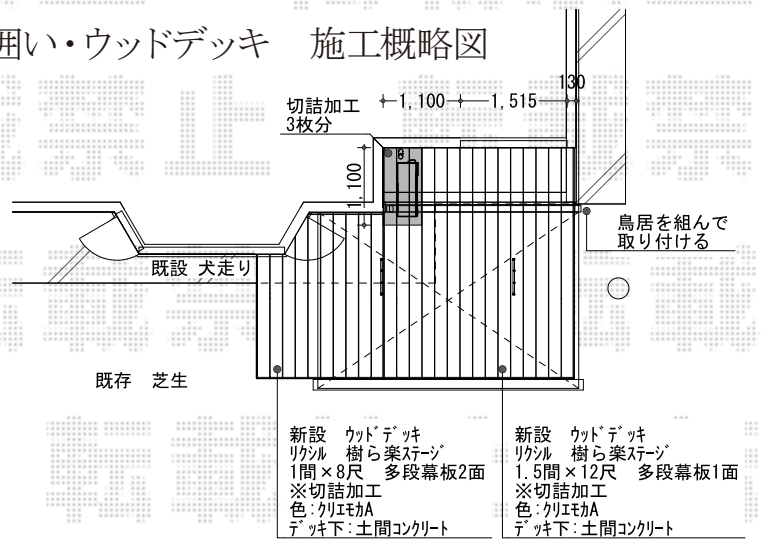 囲い・ウッドデッキ　施工概略図
切詰加工
3枚分
1,100
1,515
130
1,100
鳥居を組んで
取り付ける
既設 犬走り
既存 芝生
新設 ウッドデッキ
リクシル 樹ら楽ステージ
1間×8尺 多段幕板2面
※切詰加工
色:クリエモカA
デッキ下:土間コンクリート
新設 ウッドデッキ
リクシル 樹ら楽ステージ
1.5間×12尺 多段幕板1面
※切詰加工
色:クリエモカA
デッキ下:土間コンクリート
転載禁止